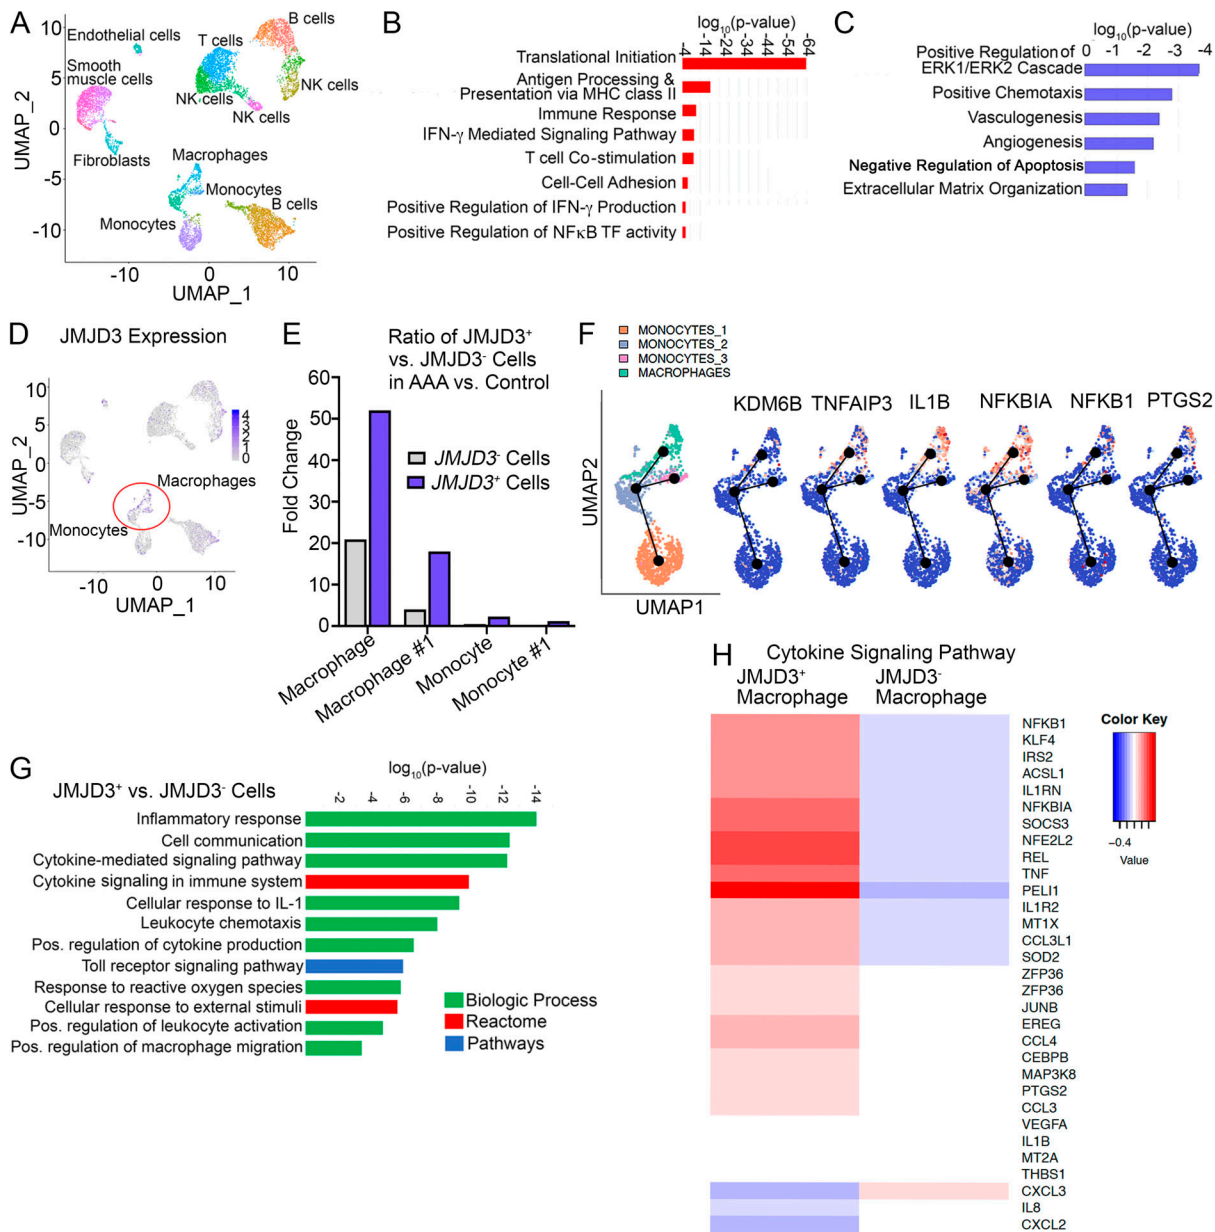 A
10
5
0
-5
-10
UMAP_2
-10
0
10
UMAP_1
Endothelial cells
Smooth
muscle cells
Fibroblasts
T cells
B cells
NK cells
NK cells
NK cells
Macrophages
Monocytes
B cells
Monocytes
B
log10(p-value)
-4
-14
-24
-34
-44
-54
-64
Translational Initiation
Antigen Processing &
Presentation via MHC class II
Immune Response
IFN-γ Mediated Signaling Pathway
T cell Co-stimulation
Cell-Cell Adhesion
Positive Regulation of IFN-γ Production
Positive Regulation of NFκB TF activity
C
log10(p-value)
0 -1 -2 -3 -4
Positive Regulation of
ERK1/ERK2 Cascade
Positive Chemotaxis
Vasculogenesis
Angiogenesis
Negative Regulation of Apoptosis
Extracellular Matrix Organization
D
JMJD3 Expression
10
5
0
-5
-10
UMAP_2
4
3
2
1
0
Macrophages
Monocytes
-10
0
10
UMAP_1
E
Ratio of JMJD3+
vs. JMJD3- Cells
in AAA vs. Control
60
50
40
30
20
10
0
Fold Change
JMJD3- Cells
JMJD3+ Cells
Macrophage
Macrophage #1
Monocyte
Monocyte #1
F
MONOCYTES_1
MONOCYTES_2
MONOCYTES_3
MACROPHAGES
KDM6B TNFAIP3 IL1B NFKBIA NFKB1 PTGS2
UMAP2
UMAP1
G
log10(p-value)
JMJD3+ vs. JMJD3- Cells
-2
-4
-6
-8
-10
-12
-14
Inflammatory response
Cell communication
Cytokine-mediated signaling pathway
Cytokine signaling in immune system
Cellular response to IL-1
Leukocyte chemotaxis
Pos. regulation of cytokine production
Toll receptor signaling pathway
Response to reactive oxygen species
Cellular response to external stimuli
Pos. regulation of leukocyte activation
Pos. regulation of macrophage migration
Biologic Process
Reactome
Pathways
H
Cytokine Signaling Pathway
JMJD3+
Macrophage
JMJD3-
Macrophage
NFKB1
KLF4
IRS2
ACSL1
IL1RN
NFKBIA
SOCS3
NFE2L2
REL
TNF
PELI1
IL1R2
MT1X
CCL3L1
SOD2
ZFP36
ZFP36
JUNB
EREG
CCL4
CEBPB
MAP3K8
PTGS2
CCL3
VEGFA
IL1B
MT2A
THBS1
CXCL3
IL8
CXCL2
Color Key
−0.4
Value